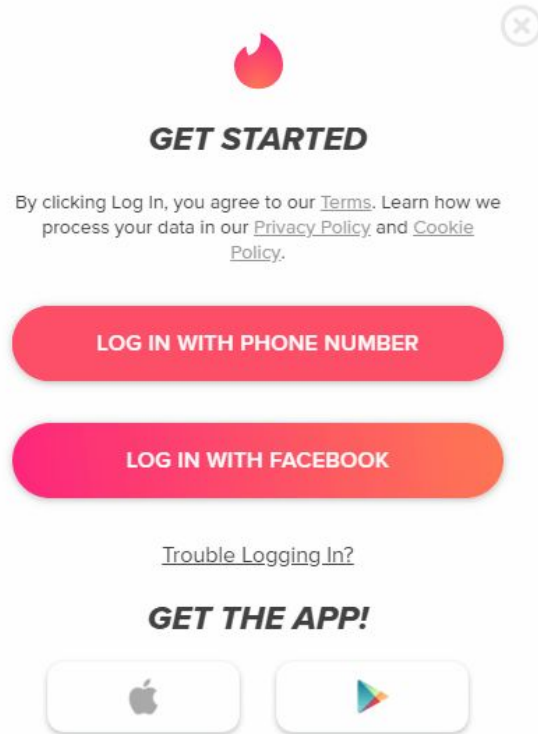 GET STARTED
By clicking Log In, you agree to our Terms. Learn how we
process your data in our Privacy Policy and Cookie
Policy.
LOG IN WITH PHONE NUMBER
LOG IN WITH FACEBOOK
Trouble Logging In?
GET THE APP!